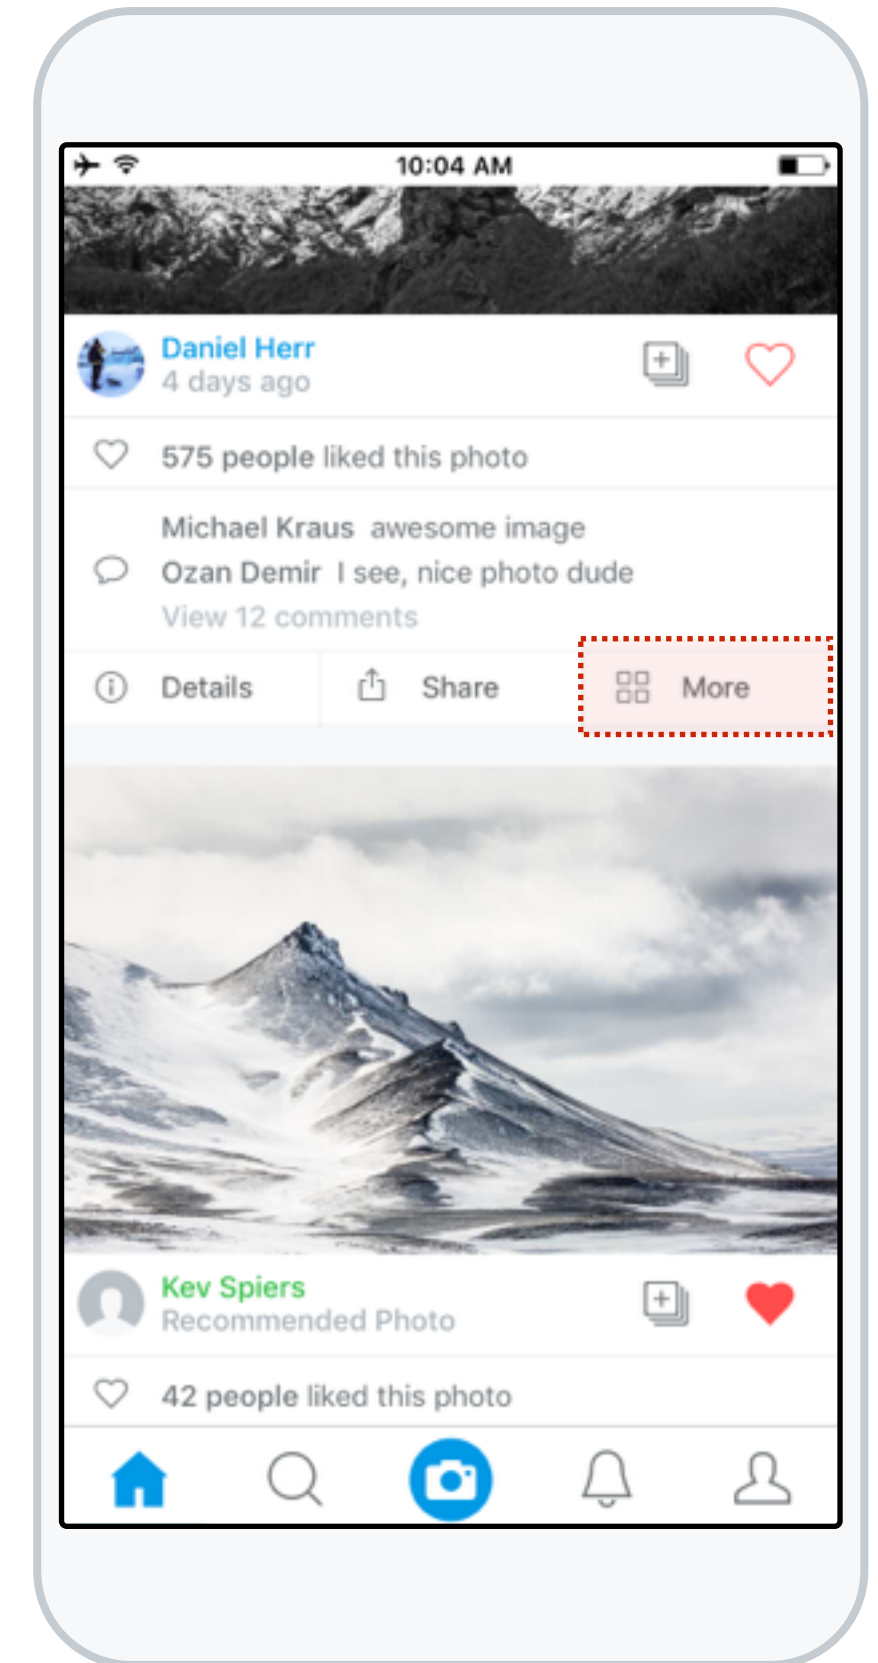 10:04 AM
Daniel Herr
4 days ago
575 people liked this photo
Michael Kraus awesome image
Ozan Demir I see, nice photo dude
View 12 comments
Details Share More
Kev Spiers
Recommended Photo
42 people liked this photo